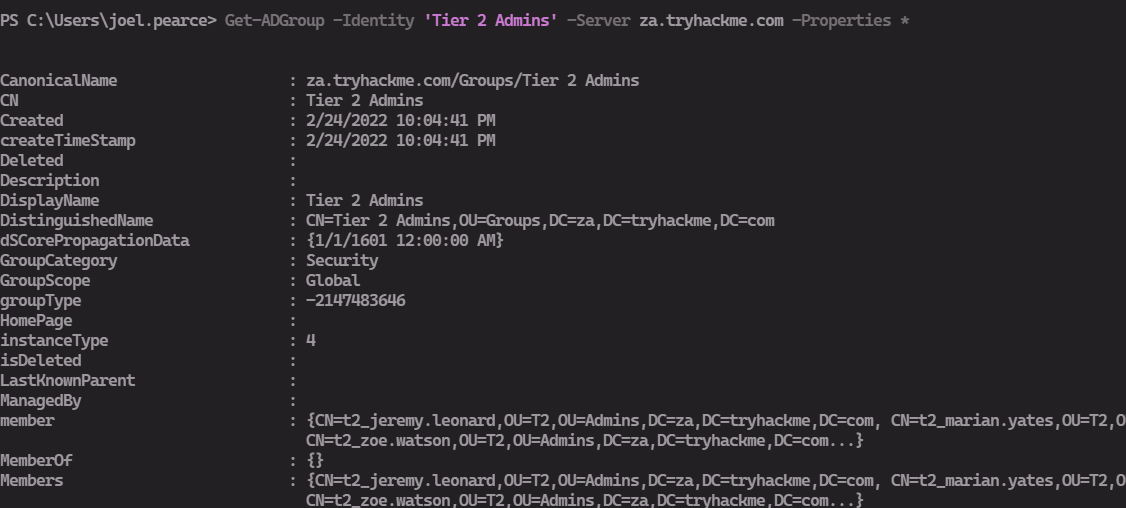 PS C:\Users\joel.pearce> Get-ADGroup -Identity 'Tier 2 Admins' -Server za.tryhackme.com -Properties *
CanonicalName : za.tryhackme.com/Groups/Tier 2 Admins
CN : Tier 2 Admins
Created : 2/24/2022 10:04:41 PM
createTimeStamp : 2/24/2022 10:04:41 PM
Deleted :
Description :
DisplayName : Tier 2 Admins
DistinguishedName : CN=Tier 2 Admins,OU=Groups,DC=za,DC=tryhackme,DC=com
dSCorePropagationData : {1/1/1601 12:00:00 AM}
GroupCategory : Security
GroupScope : Global
groupType : -2147483646
HomePage :
instanceType : 4
isDeleted :
LastKnownParent :
ManagedBy :
member : {CN=t2_jeremy.leonard,OU=T2,OU=Admins,DC=za,DC=tryhackme,DC=com, CN=t2_marian.yates,OU=T2,O
CN=t2_zoe.watson,OU=T2,OU=Admins,DC=za,DC=tryhackme,DC=com...}
MemberOf : {}
Members : {CN=t2_jeremy.leonard,OU=T2,OU=Admins,DC=za,DC=tryhackme,DC=com, CN=t2_marian.yates,OU=T2,O
CN=t2_zoe.watson,OU=T2,OU=Admins,DC=za,DC=tryhackme,DC=com...}